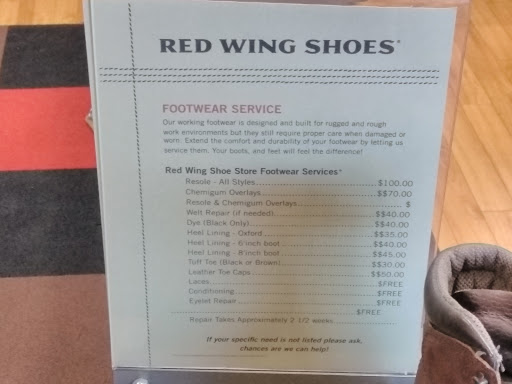 RED WING SHOES®
FOOTWEAR SERVICE
Our working footwear is designed and built for rugged and rough
work environments but they still require proper care when damaged or
worn. Extend the comfort and durability of your footwear by letting us
service them. Your boots, and feet will feel the difference!
Red Wing Shoe Store Footwear Services*
Resole - All Styles $100.00
Chemigum Overlays $$70.00
Resole & Chemigum Overlays $
Welt Repair (if needed) $$40.00
Dye (Black Only) $$40.00
Heel Lining - Oxford $$35.00
Heel Lining - 6 inch boot $$40.00
Heel Lining - 8 inch boot $$45.00
Tuff Toe (Black or Brown) $$30.00
Leather Toe Caps $$50.00
Laces $FREE
Conditioning $FREE
Eyelet Repair $FREE
$FREE
Repair Takes Approximately 2 1/2 weeks
If your specific need is not listed please ask,
chances are we can help!